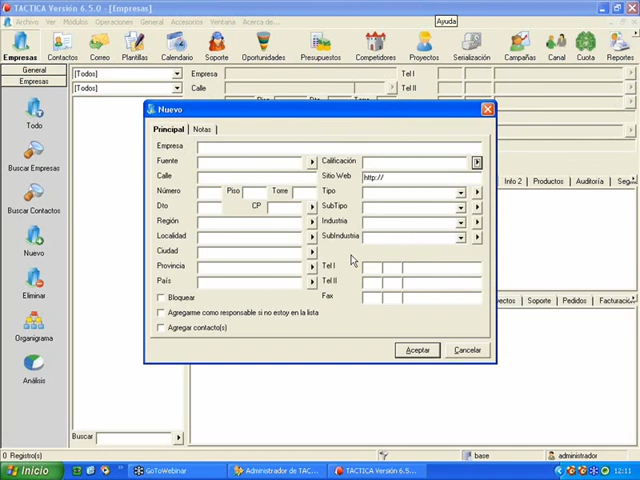 TACTICA Versión 6.5.0 - [Empresas]
Archivo Ver Módulos Operaciones General Accesorios Ventana Acerca de...
Ayuda
Empresas Contactos Correo Plantillas Calendario Soporte Oportunidades Presupuestos Competidores Proyectos Serialización Campañas Canal Cuota Reportes
General
Empresas
[Todos]
[Todos]
Empresa
Calle
Piso Dto Torre
Tel I
Tel II
Todo
Buscar Empresas
Buscar Contactos
Nuevo
Eliminar
Organigrama
Análisis
Nuevo
Principal Notas
Empresa
Fuente Calificación
Calle Sitio Web http://
Número Piso Torre Tipo
Dto CP SubTipo
Región Industria
Localidad SubIndustria
Ciudad
Provincia Tel I
País Tel II
Bloquear Fax
Agregarme como responsable si no estoy en la lista
Agregar contacto(s)
Aceptar Cancelar
Info 2 Productos Auditoría
Soporte Pedidos Facturación
Buscar
0 Registro(s) base administrador
Inicio GoToWebinar Administrador de TAC... TACTICA Versión 6.5.... 12:11